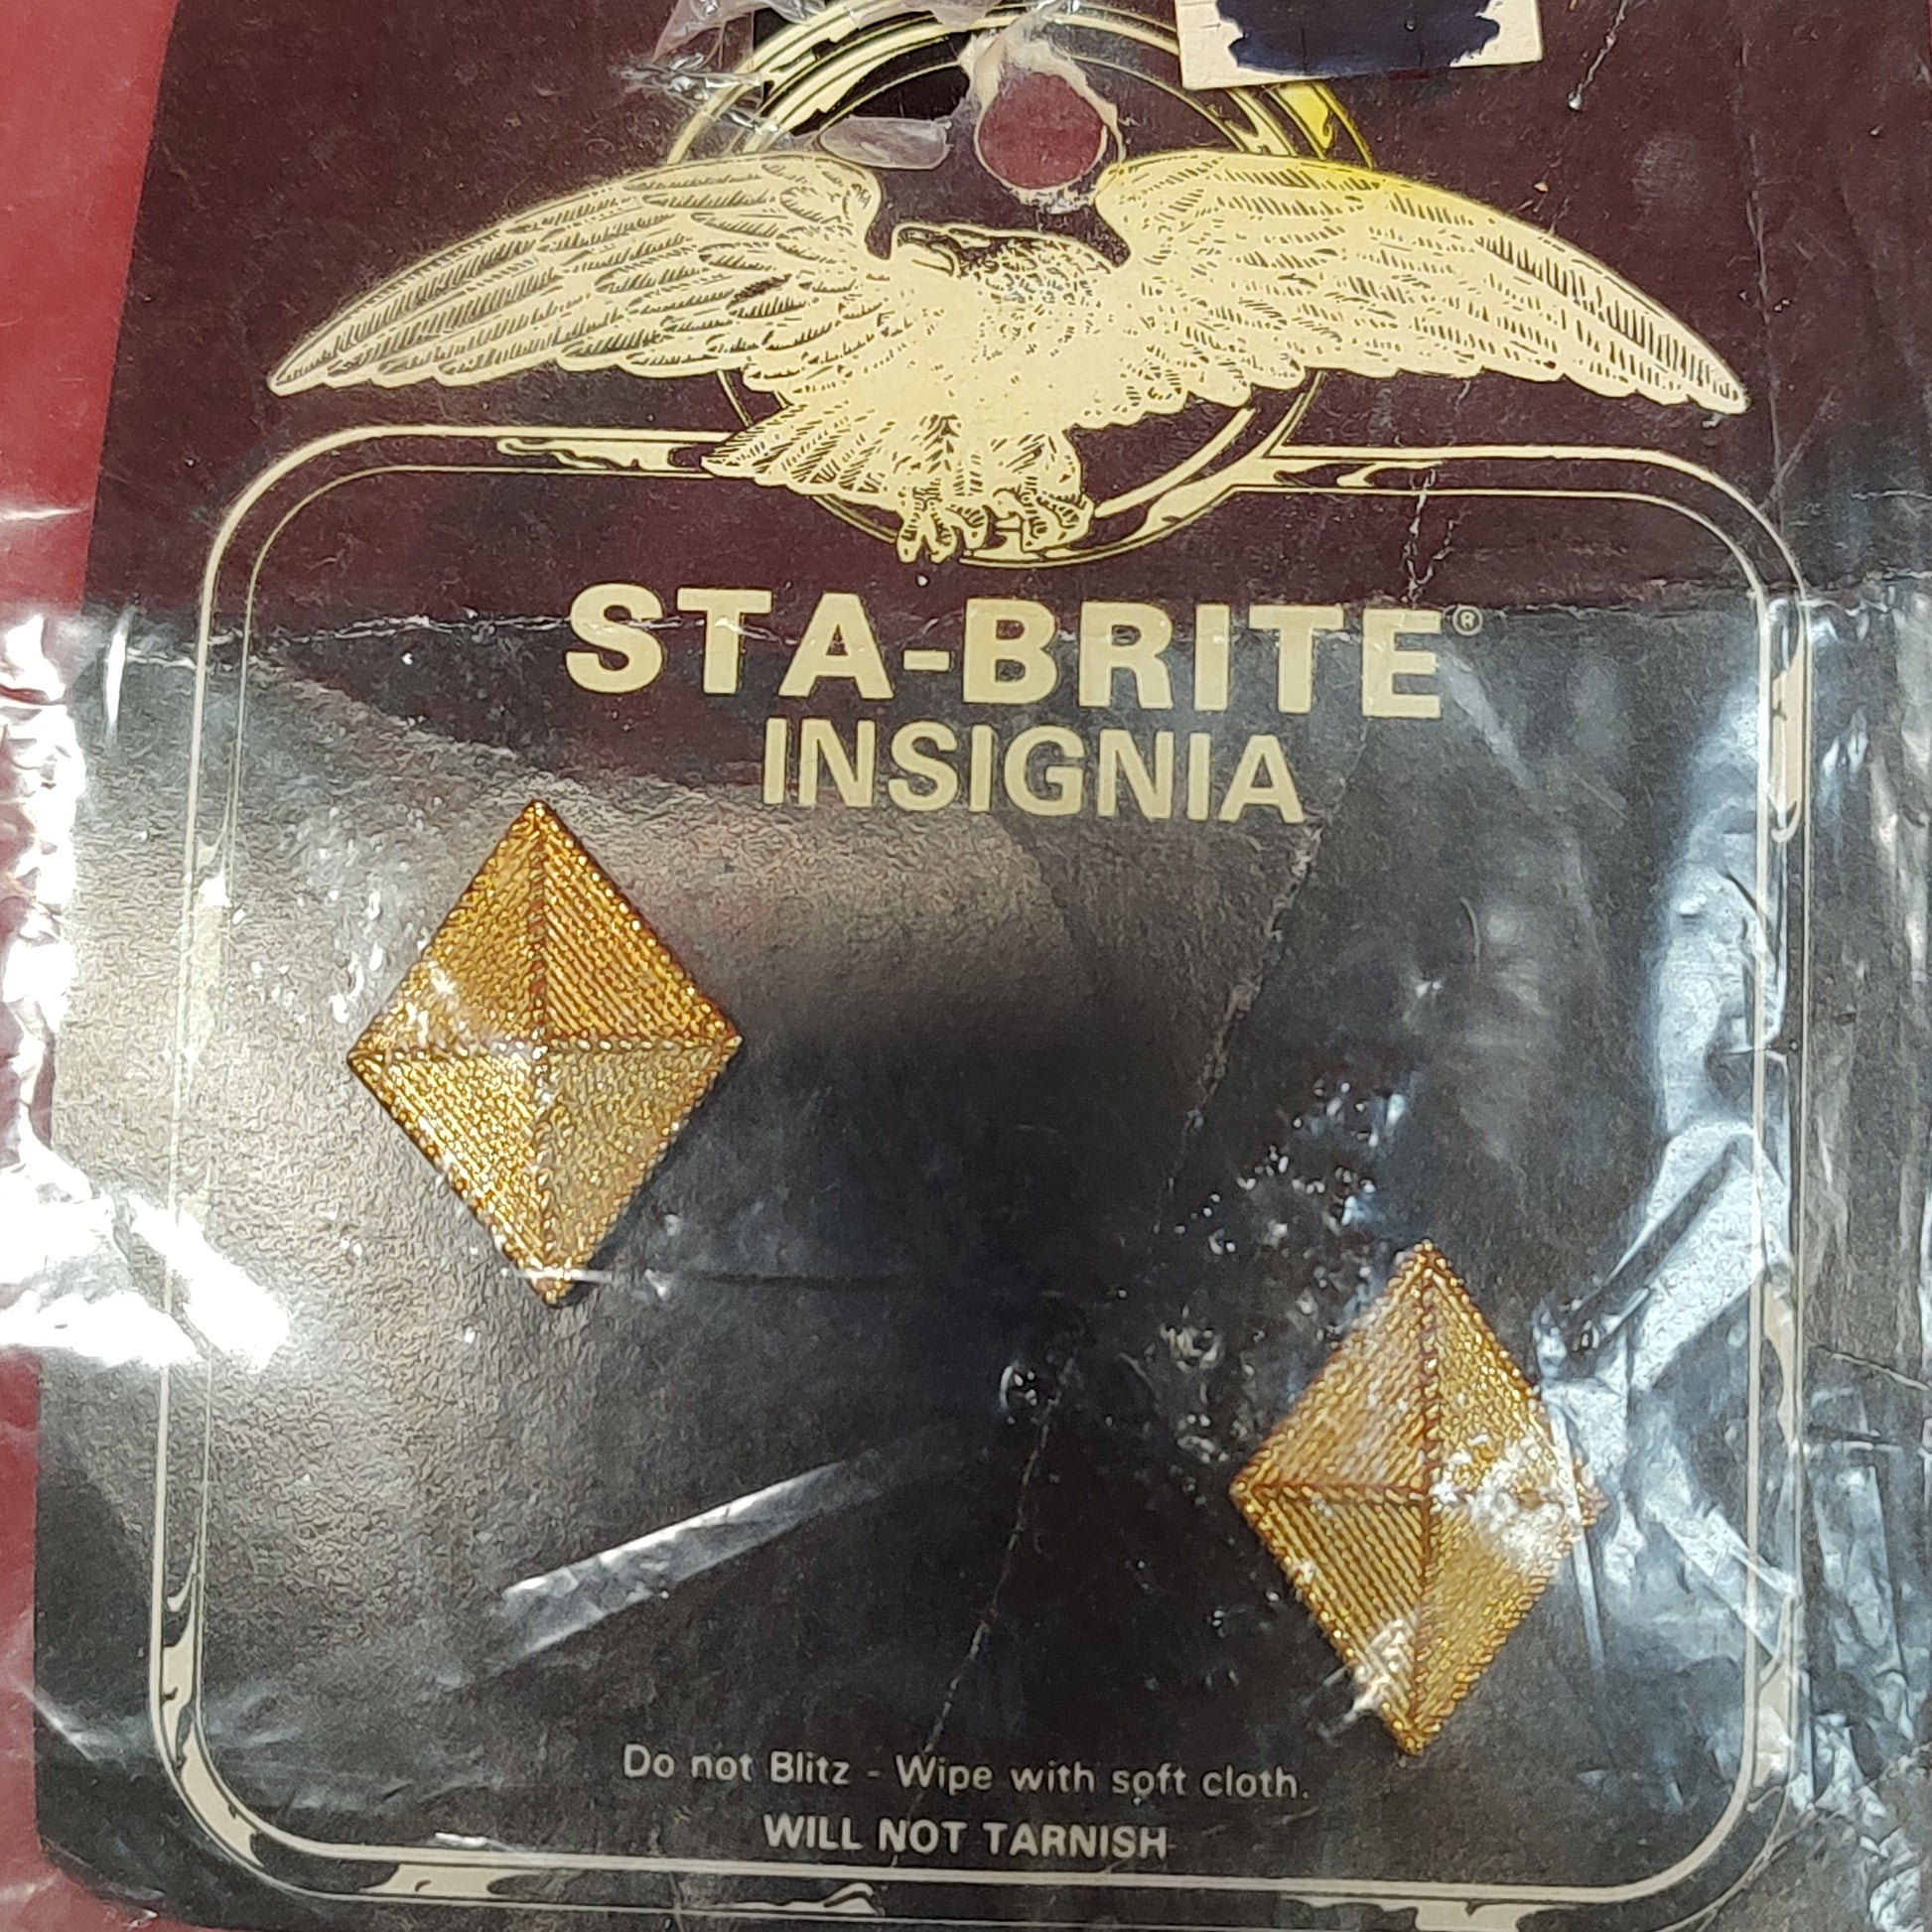 STA-BRITE®
INSIGNIA
Do not Blitz - Wipe with soft cloth.
WILL NOT TARNISH